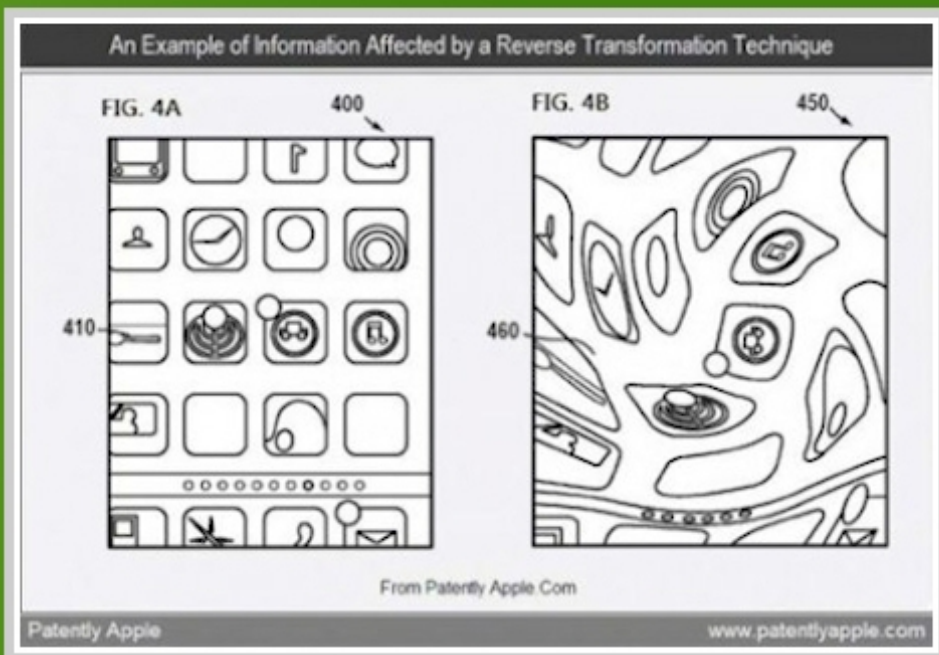 An Example of Information Affected by a Reverse Transformation Technique
FIG. 4A
400
FIG. 4B
450
410
460
From Patently Apple.Com
Patently Apple
www.patentlyapple.com